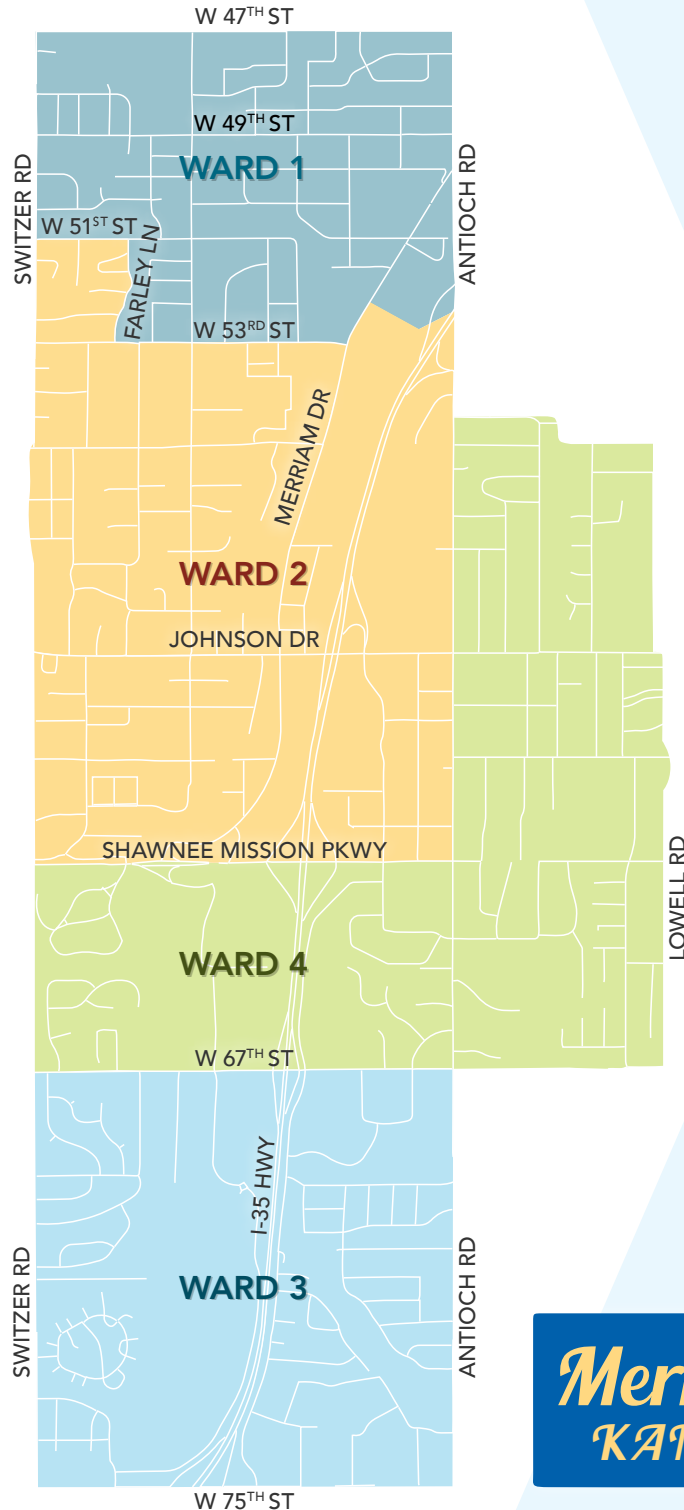 W 47TH ST
W 49TH ST
WARD 1
SWITZER RD
ANTIOCH RD
W 51ST ST
FARLEY LN
W 53RD ST
MERRIAM DR
WARD 2
JOHNSON DR
SHAWNEE MISSION PKWY
LOWELL RD
WARD 4
W 67TH ST
I-35 HWY
SWITZER RD
WARD 3
ANTIOCH RD
W 75TH ST